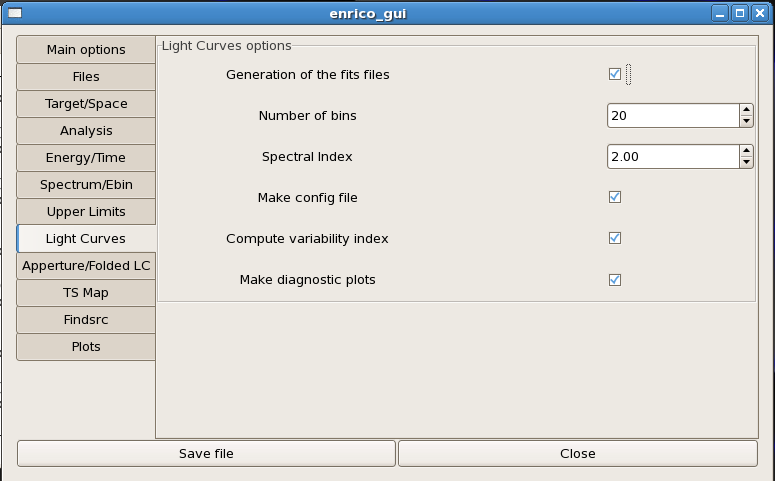 enrico_gui
Main options
Files
Target/Space
Analysis
Energy/Time
Spectrum/Ebin
Upper Limits
Light Curves
Apperture/Folded LC
TS Map
Findsrc
Plots
Light Curves options
Generation of the fits files
Number of bins 20
Spectral Index 2.00
Make config file
Compute variability index
Make diagnostic plots
Save file Close